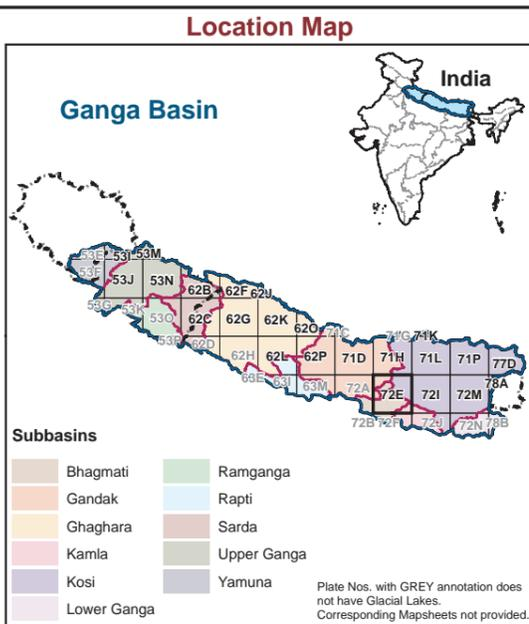 Location Map
India
Ganga Basin
53E 53I 53M
53F 53J 53N 62B 62F 62J
53G 53K 53O 62C 62G 62K 62O 71C 71G 71K
53P 62D 62H 62L 62P 71D 71H 71L 71P 77D
63E 63I 63M 72A 72E 72I 72M 78A
72B 72F 72J 72N 78B
Subbasins
Bhagmati
Gandak
Ghaghara
Kamla
Kosi
Lower Ganga
Ramganga
Rapti
Sarda
Upper Ganga
Yamuna
Plate Nos. with GREY annotation does
not have Glacial Lakes.
Corresponding Mapsheets not provided.